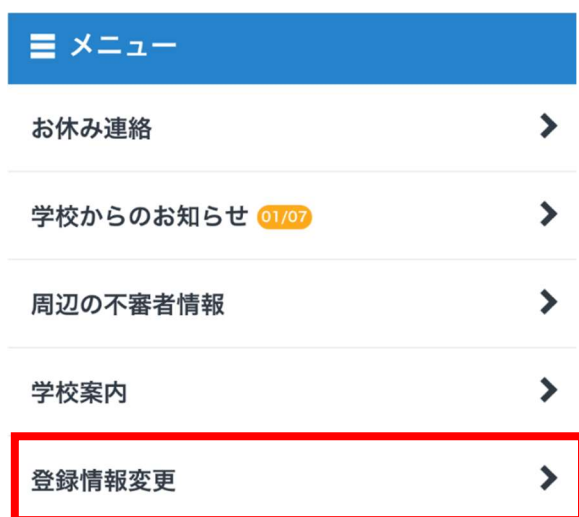 メニュー
お休み連絡
学校からのお知らせ 01/07
周辺の不審者情報
学校案内
登録情報変更